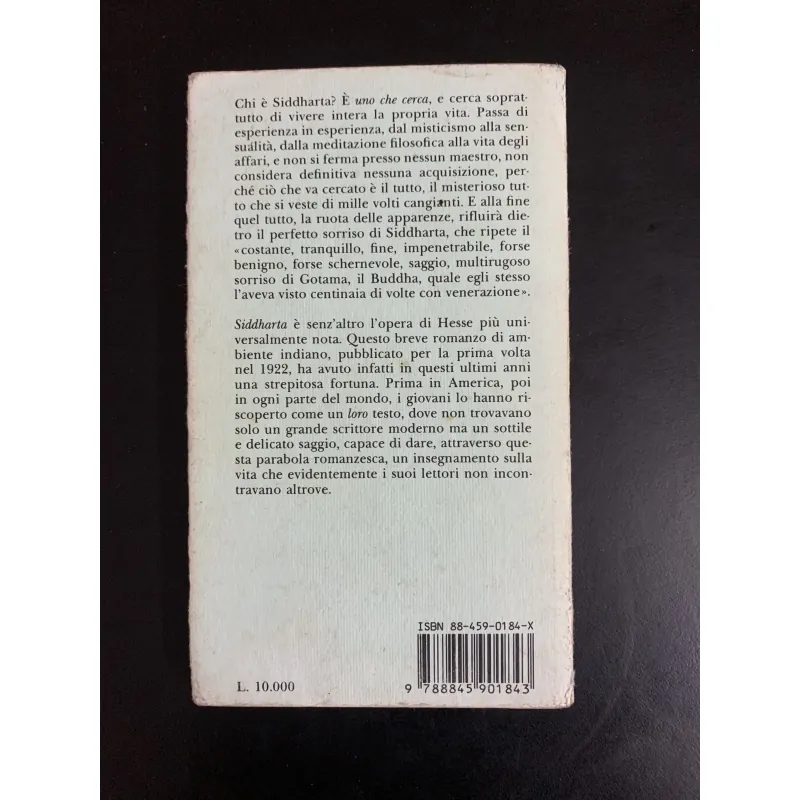 Chi è Siddharta? È uno che cerca, e cerca soprat-
tutto di vivere intera la propria vita. Passa di
esperienza in esperienza, dal misticismo alla sen-
sualità, dalla meditazione filosofica alla vita degli
affari, e non si ferma presso nessun maestro, non
considera definitiva nessuna acquisizione, per-
ché ciò che va cercato è il tutto, il misterioso tut-
to che si veste di mille volti cangianti. E alla fine
quel tutto, la ruota delle apparenze, rifluirà die-
tro il perfetto sorriso di Siddharta, che ripete il
«costante, tranquillo, fine, impenetrabile, forse
benigno, forse schernevole, saggio, multirugoso
sorriso di Gotama, il Buddha, quale egli stesso
l'aveva visto centinaia di volte con venerazione».
Siddharta è senz'altro l'opera di Hesse più uni-
versalmente nota. Questo breve romanzo di am-
biente indiano, pubblicato per la prima volta
nel 1922, ha avuto infatti in questi ultimi anni
una strepitosa fortuna. Prima in America, poi
in ogni parte del mondo, i giovani lo hanno ri-
scoperto come un loro testo, dove non trovavano
solo un grande scrittore moderno ma un sottile
e delicato saggio, capace di dare, attraverso que-
sta parabola romanzesca, un insegnamento sulla
vita che evidentemente i suoi lettori non incon-
travano altrove.
ISBN 88-459-0184-X
L. 10.000
9 788845 901843